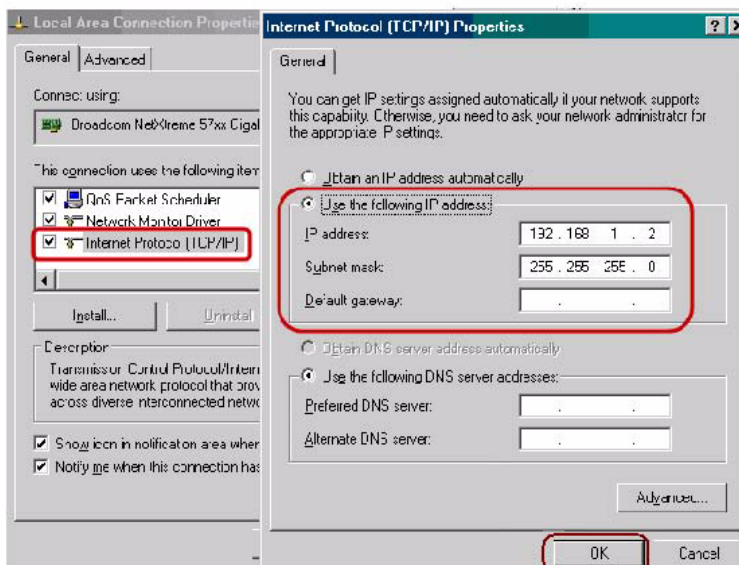 Local Area Connection Properti
General
Advanced
Connect using:
Broadcom NetXtreme 57xx Gigal
This connection uses the following item
QoS Packet Scheduler
Network Monitor Driver
Internet Protocol (TCP/IP)
Install...
Uninstal
Description
Transmission Control Protocol/Intern
wide area network protocol that prov
across diverse interconnected netwo
Show icon in notification area wher
Notify me when this connection has
Internet Protocol (TCP/IP) Properties
General
You can get IP settings assigned automatically if your network supports
this capability. Otherwise, you need to ask your network administrator for
the appropriate IP settings.
Obtain an IP address automatically
Use the following IP address:
IP address: 192 . 168 1 . 2
Subnet mask: 255 . 255 255 . 0
Default gateway: . .
Obtain DNS server address automatically
Use the following DNS server addresses:
Preferred DNS server: . .
Alternate DNS server: . .
Advanced...
OK
Cancel